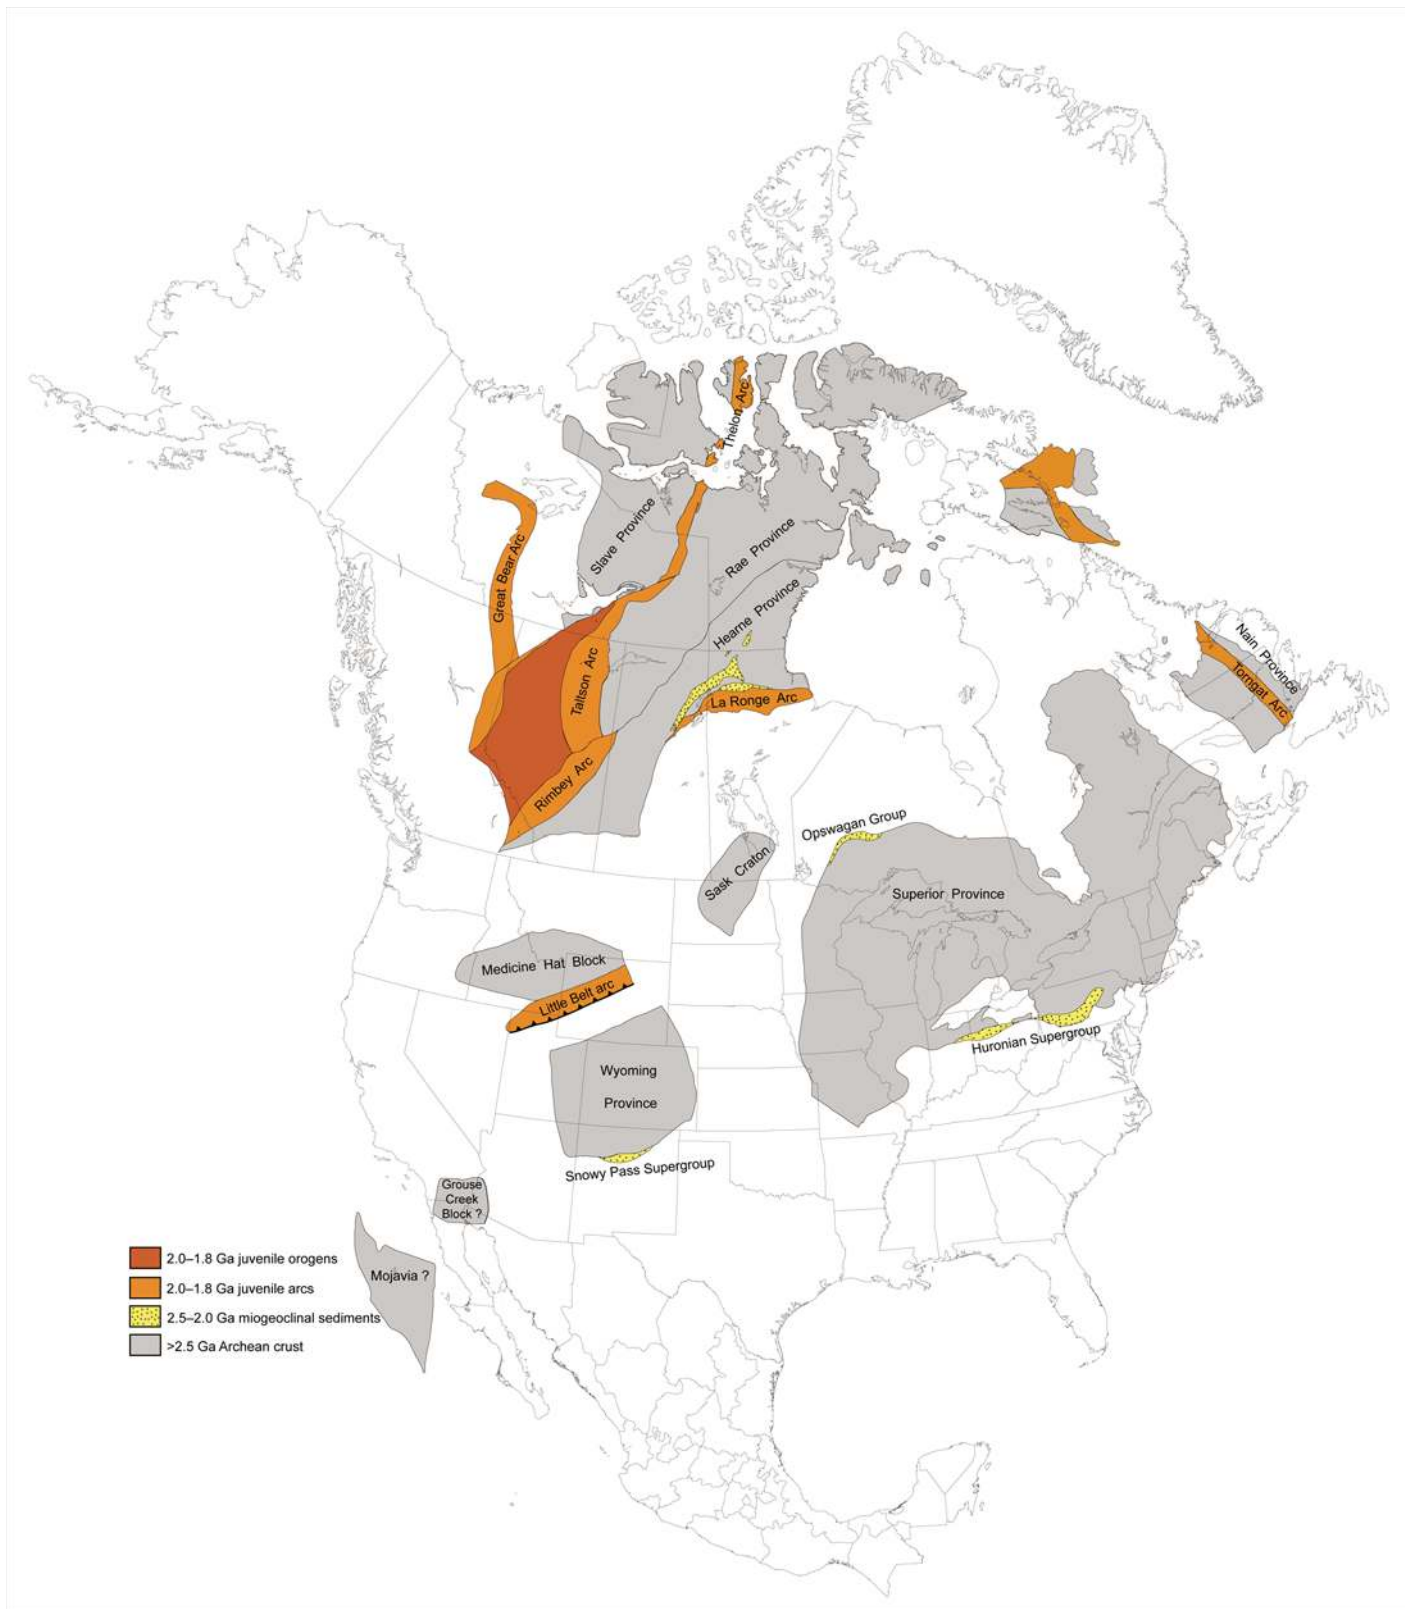 Thelon Arc
Slave Province
Rae Province
Great Bear Arc
Hearne Province
Nain Province
Torngat Arc
Taltson Arc
La Ronge Arc
Rimbey Arc
Opswagan Group
Sask Craton
Superior Province
Medicine Hat Block
Little Belt arc
Huronian Supergroup
Wyoming
Province
Snowy Pass Supergroup
Grouse
Creek
Block ?
Mojavia ?
2.0–1.8 Ga juvenile orogens
2.0–1.8 Ga juvenile arcs
2.5–2.0 Ga miogeoclinal sediments
>2.5 Ga Archean crust